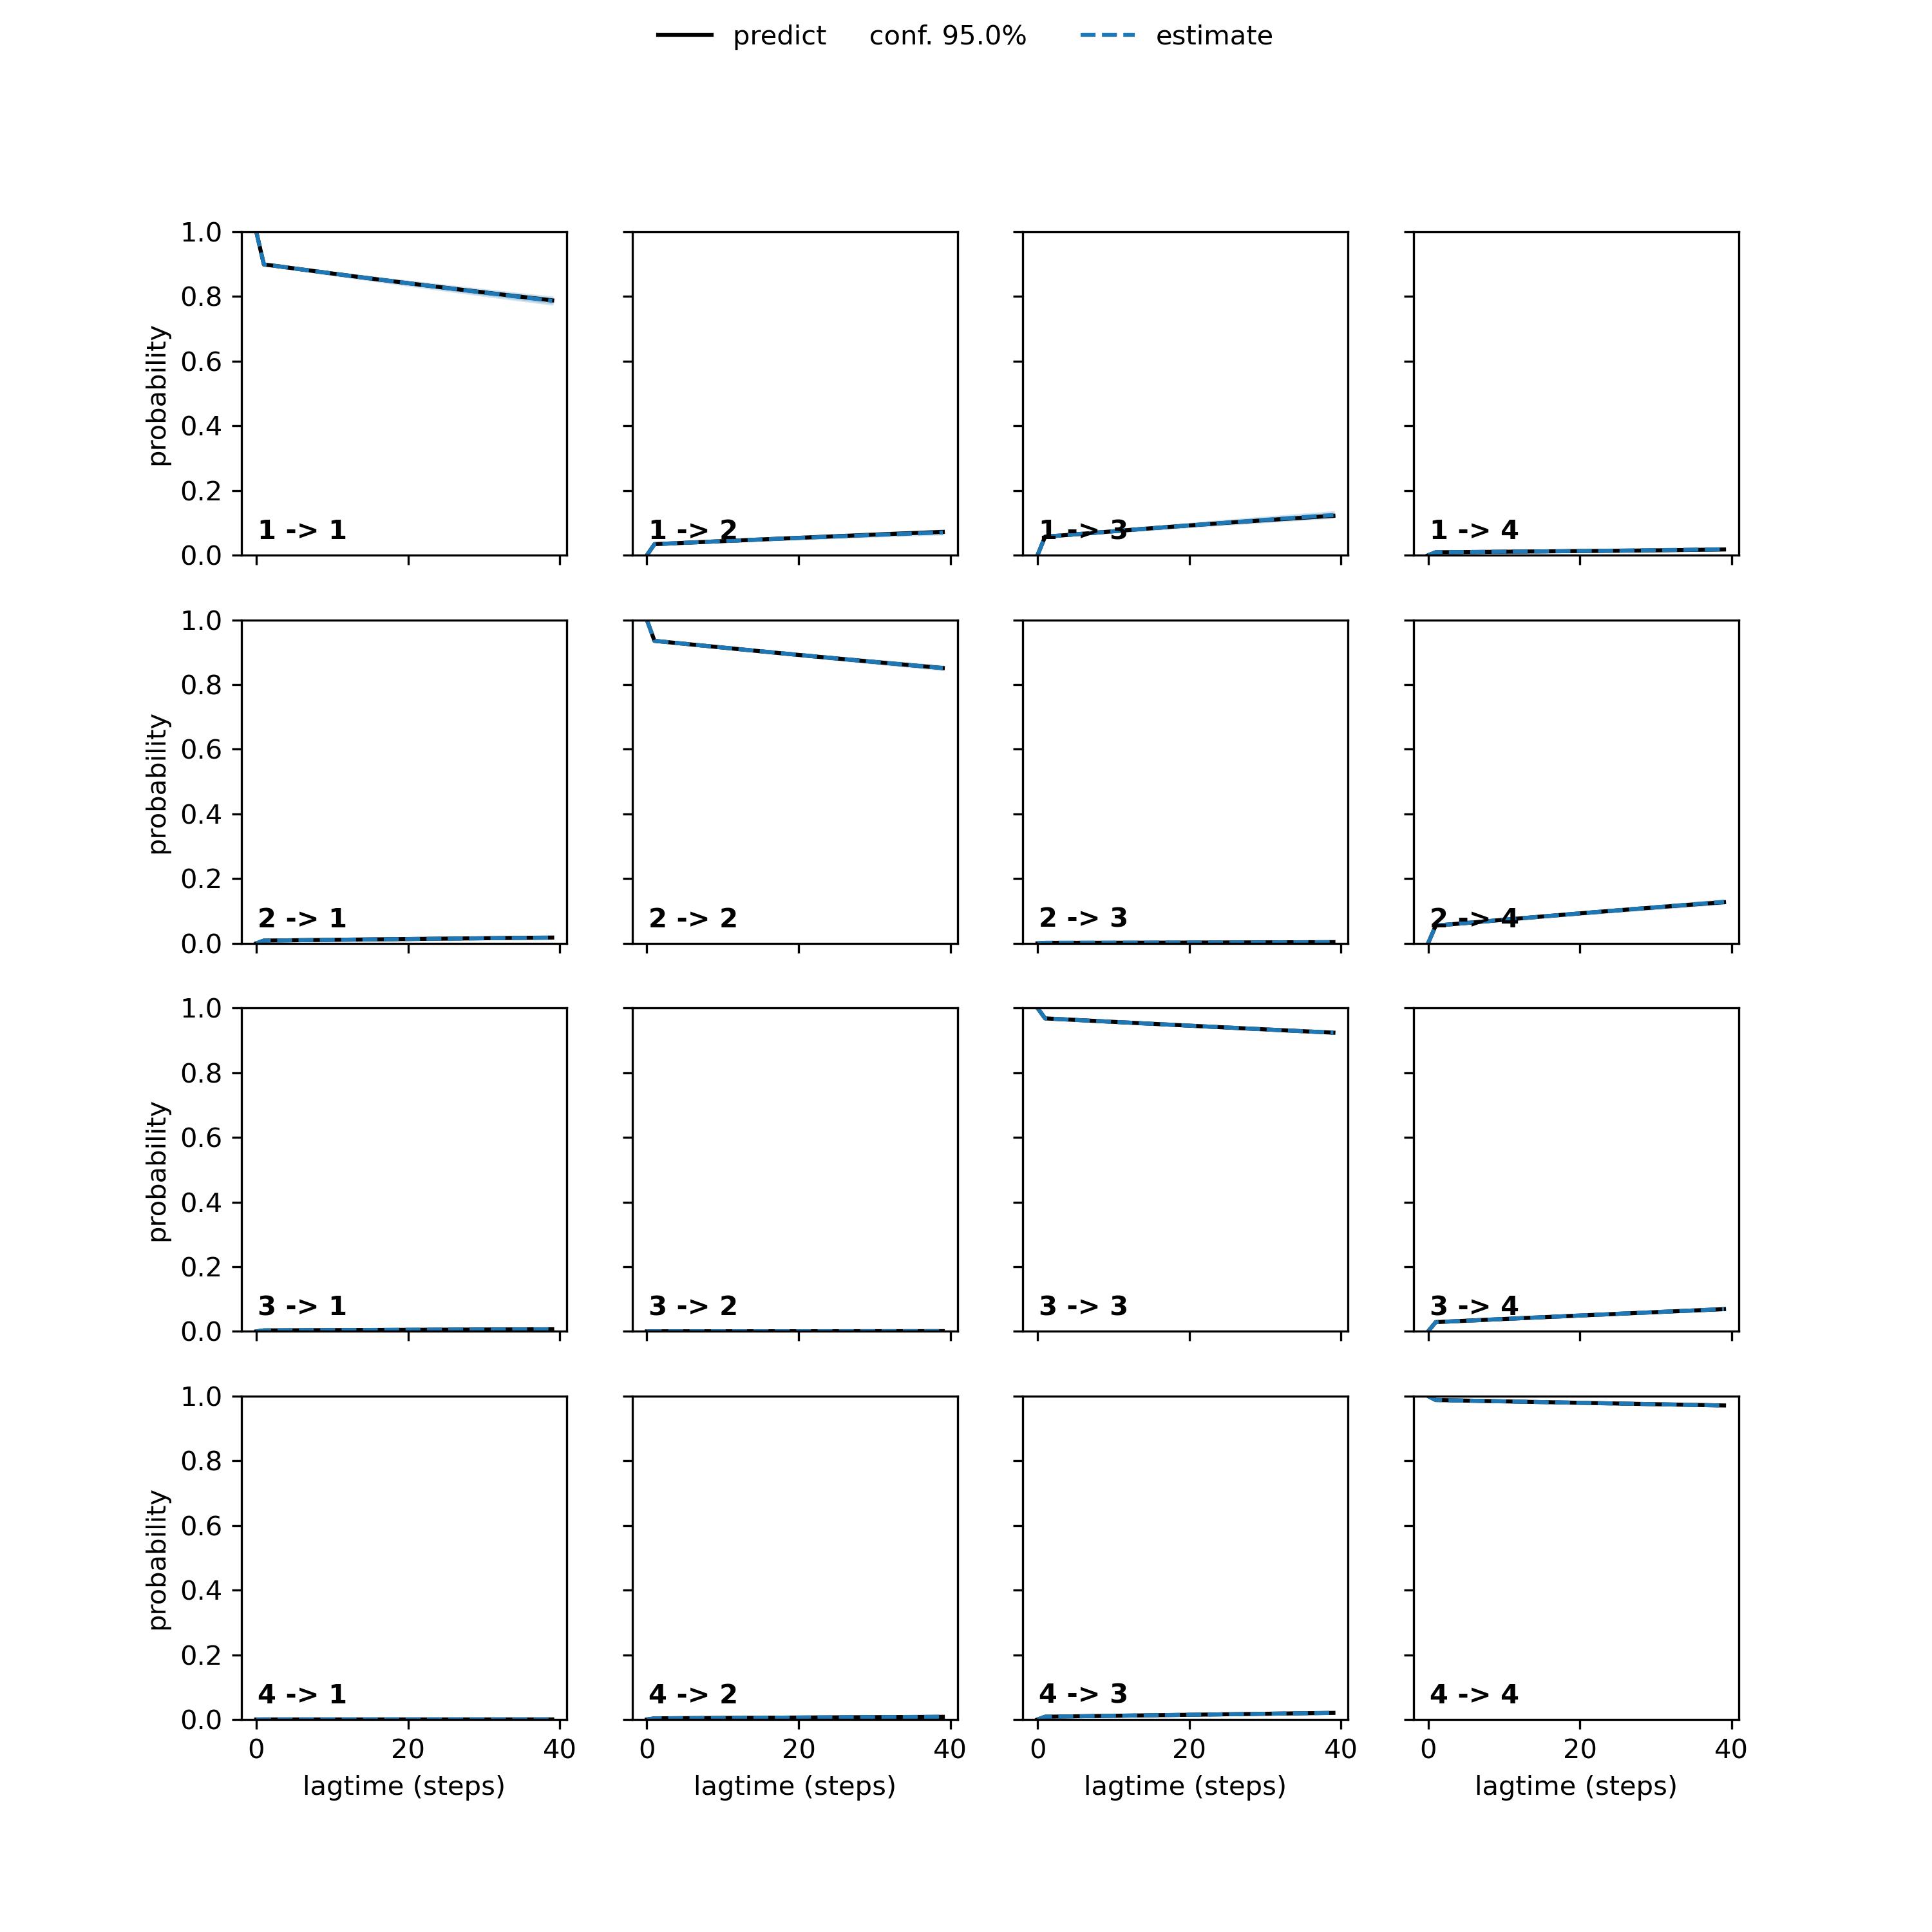 predict conf. 95.0% estimate
1.0
0.8
0.6
0.4
0.2
0.0
probability
1 -> 1
1 -> 2
1 -> 3
1 -> 4
1.0
0.8
0.6
0.4
0.2
0.0
probability
2 -> 1
2 -> 2
2 -> 3
2 -> 4
1.0
0.8
0.6
0.4
0.2
0.0
probability
3 -> 1
3 -> 2
3 -> 3
3 -> 4
1.0
0.8
0.6
0.4
0.2
0.0
probability
4 -> 1
4 -> 2
4 -> 3
4 -> 4
0 20 40
0 20 40
0 20 40
0 20 40
lagtime (steps)
lagtime (steps)
lagtime (steps)
lagtime (steps)